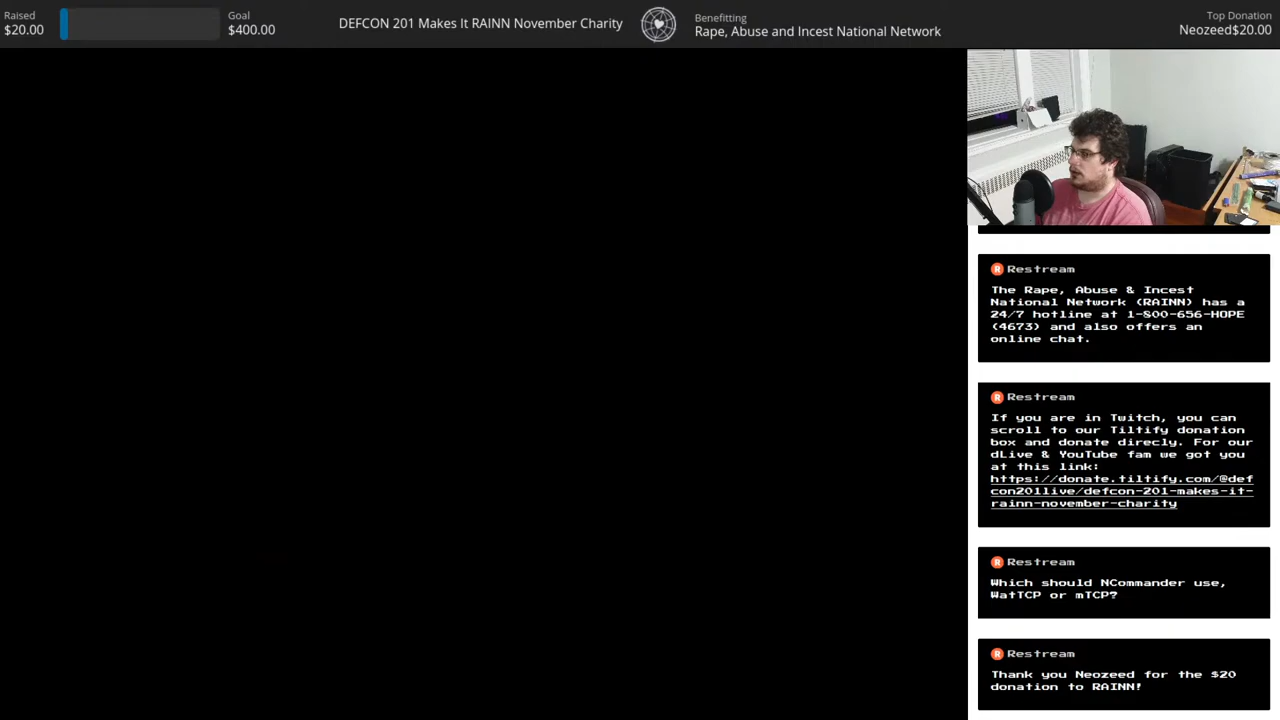 Raised
$20.00
Goal
$400.00
DEFCON 201 Makes It RAINN November Charity
Benefitting
Rape, Abuse and Incest National Network
Top Donation
Neozeed$20.00
Restream
The Rape, Abuse & Incest
National Network (RAINN) has a
24/7 hotline at 1-800-656-HOPE
(4673) and also offers an
online chat.
Restream
If you are in Twitch, you can
scroll to our Tiltify donation
box and donate direcly. For our
dLive & YouTube fam we got you
at this link:
https://donate.tiltify.com/@def
con201live/defcon-201-makes-it-
rainn-november-charity
Restream
Which should NCommander use,
WatTCP or mTCP?
Restream
Thank you Neozeed for the $20
donation to RAINN!